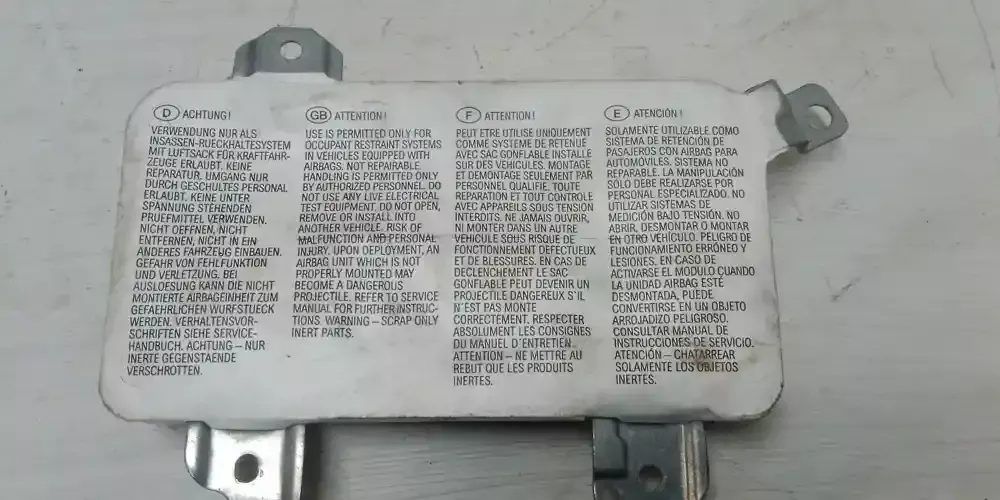 D ACHTUNG!
VERWENDUNG NUR ALS
INSASSEN-RUECKHALTESYSTEM
MIT LUFTSACK FÜR KRAFTFAHR-
ZEUGE ERLAUBT. KEINE
REPARATUR. UMGANG NUR
DURCH GESCHULTES PERSONAL
ERLAUBT. KEINE UNTER
SPANNUNG STEHENDEN
PRUEFMITTEL VERWENDEN.
NICHT OEFFNEN, NICHT
ENTFERNEN, NICHT IN EIN
ANDERES FAHRZEUG EINBAUEN.
GEFAHR VON FEHLFUNKTION
UND VERLETZUNG. BEI
AUSLOESUNG KANN DIE NICHT
MONTIERTE AIRBAGEINHEIT ZUM
GEFAEHRLICHEN WURFSTUECK
WERDEN. VERHALTENSVOR-
SCHRIFTEN SIEHE SERVICE-
HANDBUCH. ACHTUNG – NUR
INERTE GEGENSTAENDE
VERSCHROTTEN.
GB ATTENTION!
USE IS PERMITTED ONLY FOR
OCCUPANT RESTRAINT SYSTEMS
IN VEHICLES EQUIPPED WITH
AIRBAGS. NOT REPAIRABLE.
HANDLING IS PERMITTED ONLY
BY AUTHORIZED PERSONNEL. DO
NOT USE ANY LIVE ELECTRICAL
TEST EQUIPMENT. DO NOT OPEN,
REMOVE OR INSTALL INTO
ANOTHER VEHICLE. RISK OF
MALFUNCTION AND PERSONAL
INJURY. UPON DEPLOYMENT, AN
AIRBAG UNIT WHICH IS NOT
PROPERLY MOUNTED MAY
BECOME A DANGEROUS
PROJECTILE. REFER TO SERVICE
MANUAL FOR FURTHER INSTRUC-
TIONS. WARNING – SCRAP ONLY
INERT PARTS.
F ATTENTION!
PEUT ETRE UTILISE UNIQUEMENT
COMME SYSTEME DE RETENUE
AVEC SAC GONFLABLE INSTALLE
SUR DES VEHICULES. MONTAGE
ET DEMONTAGE SEULEMENT PAR
PERSONNEL QUALIFIE. TOUTE
REPARATION ET TOUT CONTROLE
AVEC APPAREILS SOUS TENSION
INTERDITS. NE JAMAIS OUVRIR,
NI MONTER DANS UN AUTRE
VEHICULE SOUS RISQUE DE
FONCTIONNEMENT DEFECTUEUX
ET DE BLESSURES. EN CAS DE
DECLENCHEMENT LE SAC
GONFLABLE PEUT DEVENIR UN
PROJECTILE DANGEREUX S'IL
N'EST PAS MONTE
CORRECTEMENT. RESPECTER
ABSOLUMENT LES CONSIGNES
DU MANUEL D'ENTRETIEN.
ATTENTION – NE METTRE AU
REBUT QUE LES PRODUITS
INERTES.
E ATENCIÓN!
SOLAMENTE UTILIZABLE COMO
SISTEMA DE RETENCIÓN DE
PASAJEROS CON AIRBAG PARA
AUTOMÓVILES. SISTEMA NO
REPARABLE. LA MANIPULACIÓN
SÓLO DEBE REALIZARSE POR
PERSONAL ESPECIALIZADO. NO
UTILIZAR SISTEMAS DE
MEDICIÓN BAJO TENSIÓN. NO
ABRIR, DESMONTAR O MONTAR
EN OTRO VEHÍCULO. PELIGRO DE
FUNCIONAMIENTO ERRÓNEO Y
LESIONES. EN CASO DE
ACTIVARSE EL MODULO CUANDO
LA UNIDAD AIRBAG ESTÉ
DESMONTADA, PUEDE
CONVERTIRSE EN UN OBJETO
ARROJADIZO PELIGROSO.
CONSULTAR MANUAL DE
INSTRUCCIONES DE SERVICIO.
ATENCIÓN – CHATARREAR
SOLAMENTE LOS OBJETOS
INERTES.